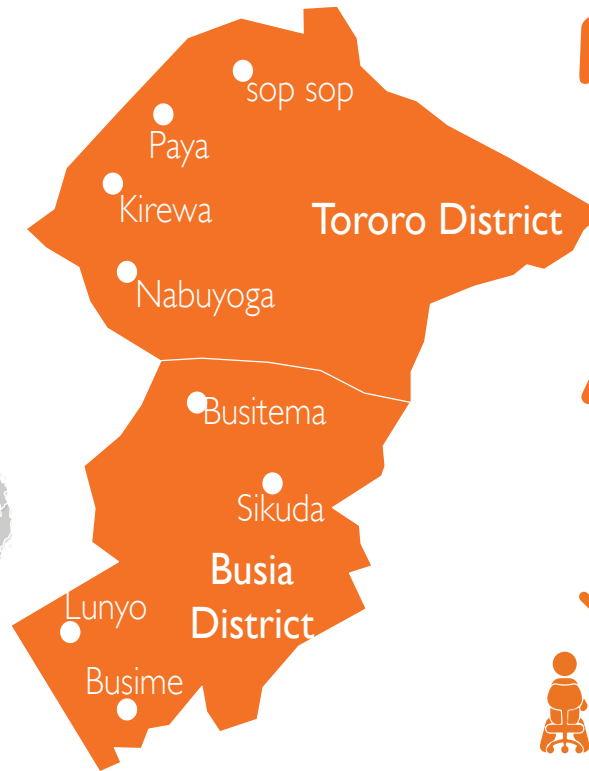 sop sop
Paya
Kirewa
Tororo District
Nabuyoga
Busitema
Sikuda
Busia
District
Lunyo
Busime